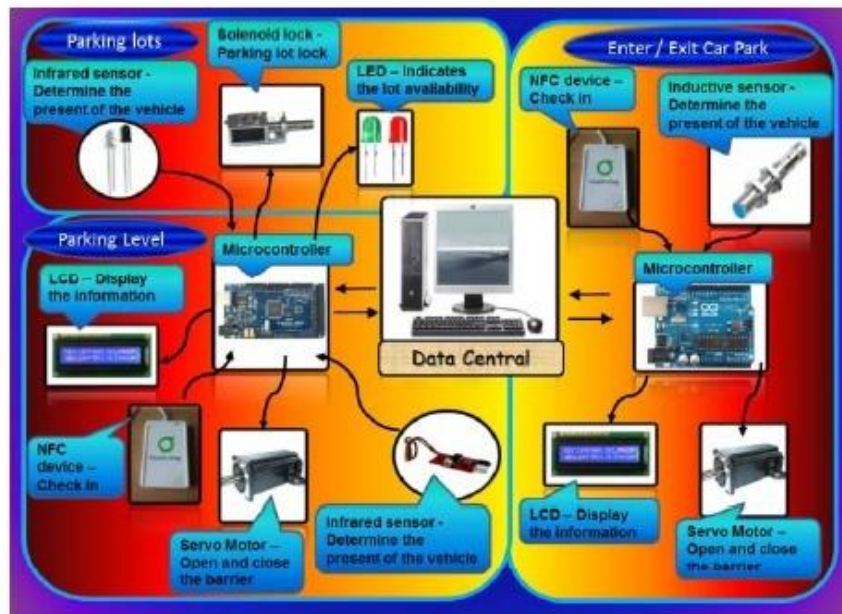 Parking lots
Solenoid lock -
Parking lot lock
Infrared sensor -
Determine the
present of the vehicle
LED – Indicates
the lot availability
Enter / Exit Car Park
NFC device –
Check in
Inductive sensor -
Determine the
present of the vehicle
Parking Level
Microcontroller
LCD – Display
the information
Microcontroller
Data Central
NFC
device –
Check in
Servo Motor –
Open and close
the barrier
Infrared sensor -
Determine the
present of the vehicle
LCD – Display
the information
Servo Motor –
Open and close
the barrier